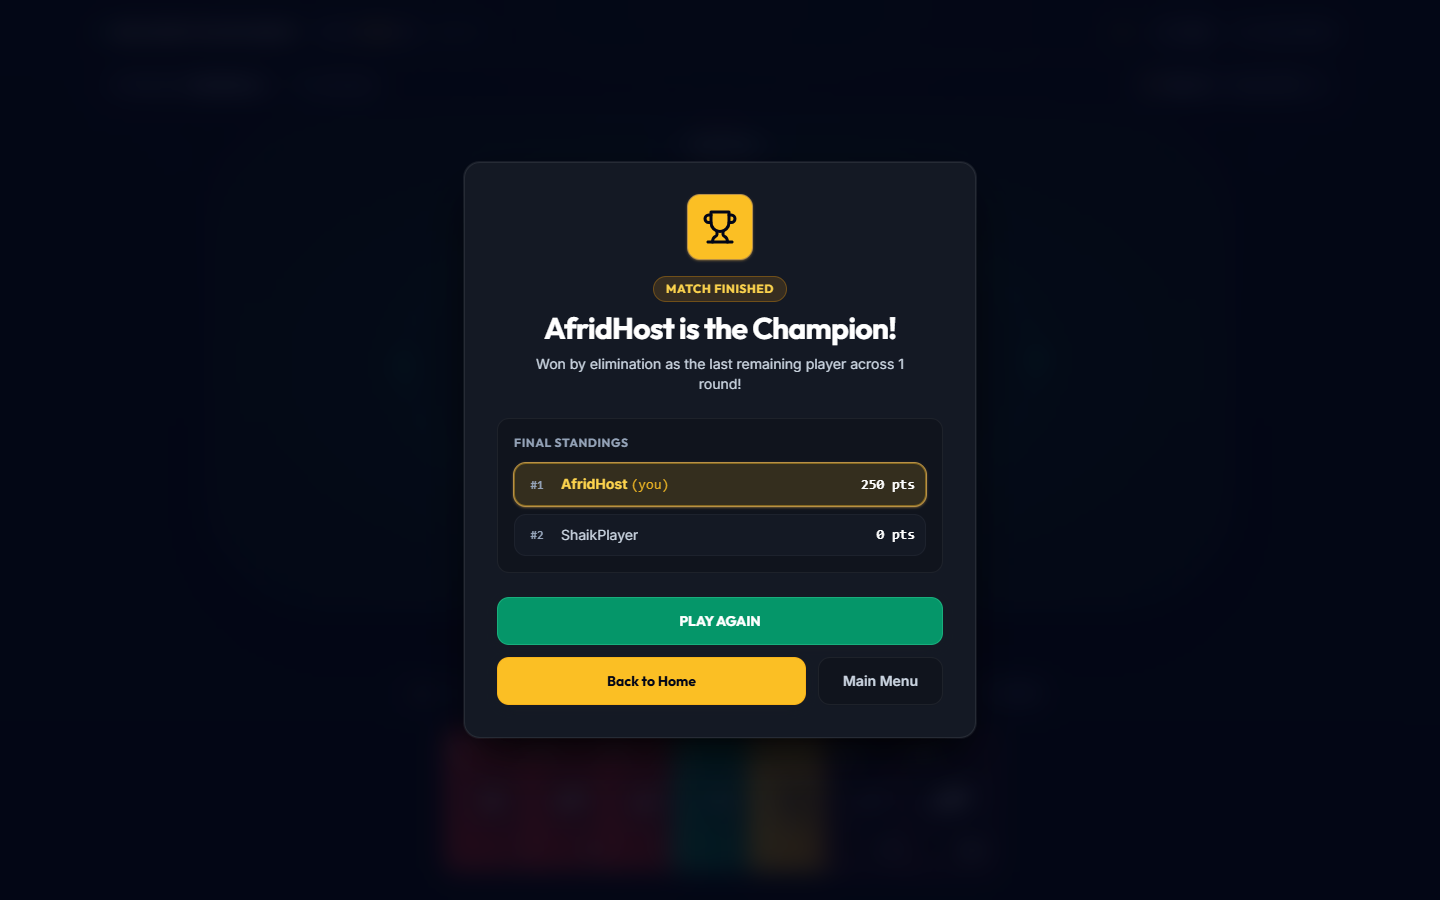 MATCH FINISHED
AfridHost is the Champion!
Won by elimination as the last remaining player across 1
round!
FINAL STANDINGS
#1 AfridHost (you) 250 pts
#2 ShaikPlayer 0 pts
PLAY AGAIN
Back to Home Main Menu